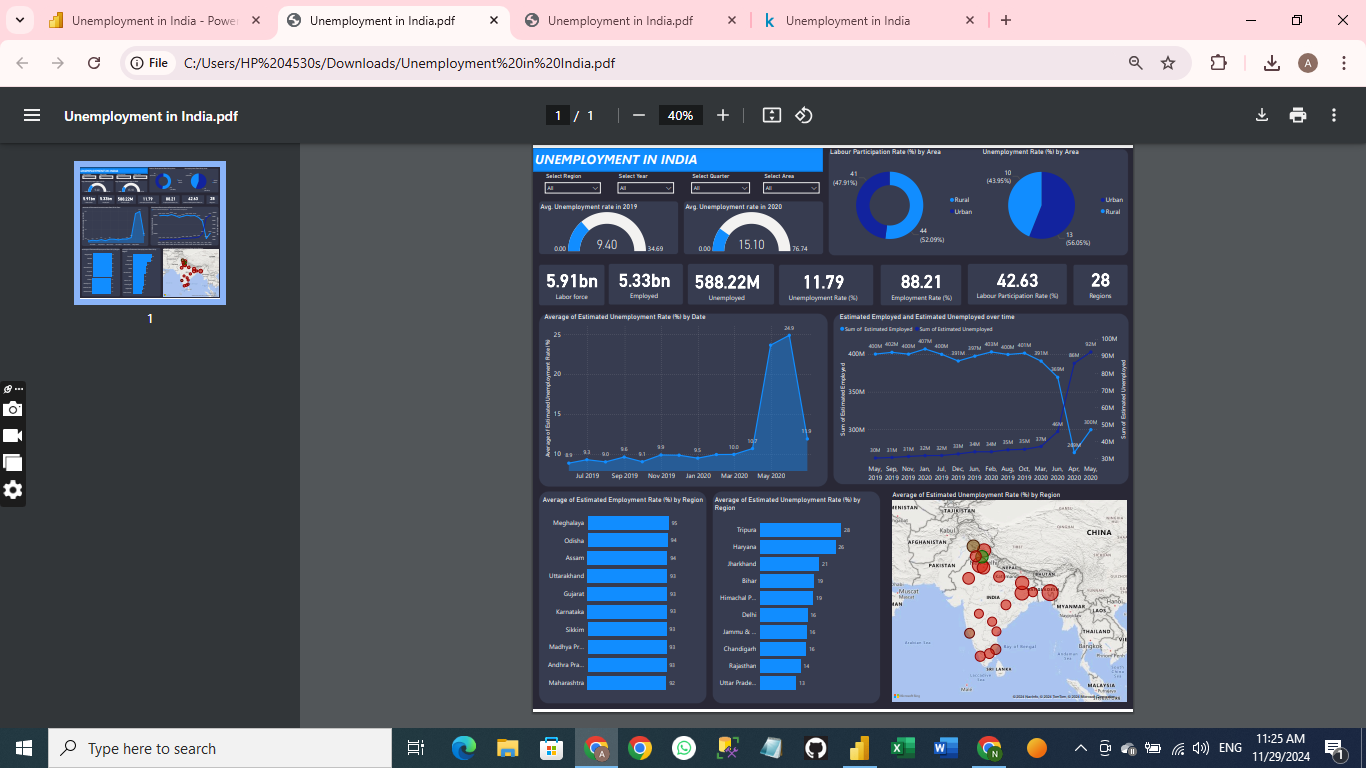 Unemployment in India - Powe
Unemployment in India.pdf
Unemployment in India.pdf
Unemployment in India
File
C:/Users/HP%204530s/Downloads/Unemployment%20in%20India.pdf
A
Unemployment in India.pdf
1 / 1
40%
1
UNEMPLOYMENT IN INDIA
Select Region
Select Year
Select Quarter
Select Area
All
All
All
All
Avg. Unemployment rate in 2019
0.00
9.40
34.69
Avg. Unemployment rate in 2020
0.00
15.10
76.74
Labour Participation Rate (%) by Area
41
(47.91%)
44
(52.09%)
Rural
Urban
Unemployment Rate (%) by Area
10
(43.95%)
13
(56.05%)
Urban
Rural
5.91bn
Labor force
5.33bn
Employed
588.22M
Unemployed
11.79
Unemployment Rate (%)
88.21
Employment Rate (%)
42.63
Labour Participation Rate (%)
28
Regions
Average of Estimated Unemployment Rate (%) by Date
Average of Estimated Unemployment Rate (%)
25
20
15
10
8.9
9.3
9.0
9.6
9.1
9.9
9.5
10.0
10.7
24.9
11.9
Jul 2019
Sep 2019
Nov 2019
Jan 2020
Mar 2020
May 2020
Estimated Employed and Estimated Unemployed over time
Sum of Estimated Employed
Sum of Estimated Unemployed
Sum of Estimated Employed
400M
350M
300M
400M 402M 400M 407M 400M 391M 397M 403M 400M 401M 391M 369M 269M 300M
30M 31M 31M 32M 32M 33M 34M 34M 35M 35M 37M 46M 86M 92M
100M
90M
80M
70M
60M
50M
40M
30M
Sum of Estimated Unemployed
May, Sep, Nov, Jan, Jul, Dec, Jun, Feb, Aug, Oct, Mar, Jun, Apr, May,
2019 2019 2019 2020 2019 2019 2019 2020 2019 2019 2020 2020 2020 2020
Average of Estimated Employment Rate (%) by Region
Meghalaya 95
Odisha 94
Assam 94
Uttarakhand 93
Gujarat 93
Karnataka 93
Sikkim 93
Madhya Pr... 93
Andhra Pra... 93
Maharashtra 92
Average of Estimated Unemployment Rate (%) by
Region
Tripura 28
Haryana 26
Jharkhand 21
Bihar 19
Himachal P... 19
Delhi 16
Jammu & ... 16
Chandigarh 16
Rajasthan 14
Uttar Prade... 13
Average of Estimated Unemployment Rate (%) by Region
TAJIKISTAN
CHINA
Kabul
AFGHANISTAN
PAKISTAN
NEPAL
BHUTAN
Muscat
INDIA
MYANMAR
Hanoi
LAOS
THAILAND
Bangkok
Arabian Sea
Bay of Bengal
SRI LANKA
Male
MALAYSIA
Type here to search
ENG
11:25 AM
11/29/2024
1